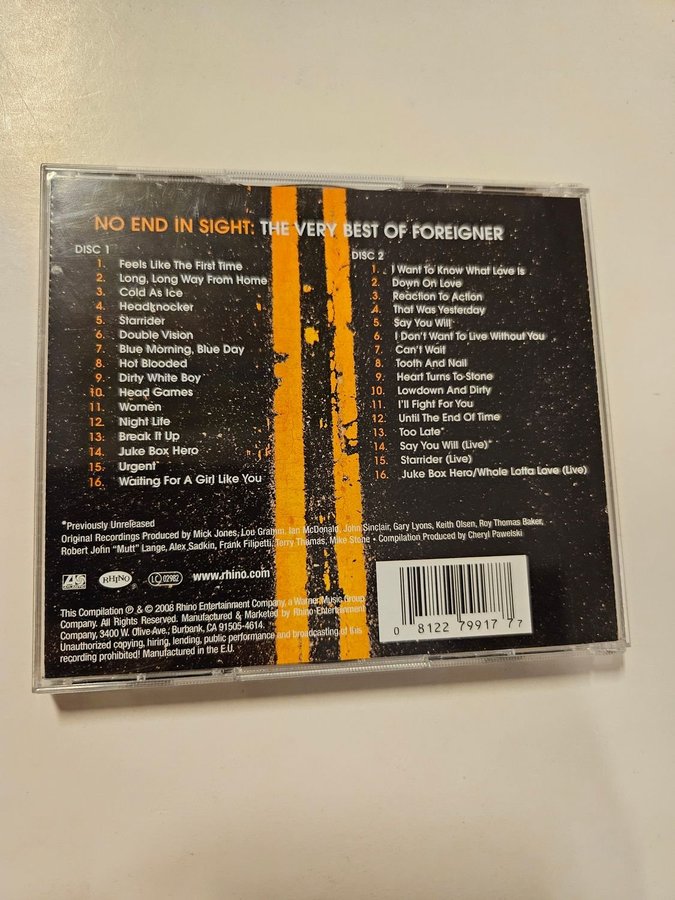 NO END IN SIGHT: THE VERY BEST OF FOREIGNER
DISC 1
1. Feels Like The First Time
2. Long, Long Way From Home
3. Cold As Ice
4. Headknocker
5. Starrider
6. Double Vision
7. Blue Morning, Blue Day
8. Hot Blooded
9. Dirty White Boy
10. Head Games
11. Women
12. Night Life
13. Break It Up
14. Juke Box Hero
15. Urgent
16. Waiting For A Girl Like You
DISC 2
1. I Want To Know What Love Is
2. Down On Love
3. Reaction To Action
4. That Was Yesterday
5. Say You Will
6. I Don't Want To Live Without You
7. Can't Wait
8. Tooth And Nail
9. Heart Turns To Stone
10. Lowdown And Dirty
11. I'll Fight For You
12. Until The End Of Time
13. Too Late*
14. Say You Will (Live)*
15. Starrider (Live)
16. Juke Box Hero/Whole Lotta Love (Live)
*Previously Unreleased
Original Recordings Produced by Mick Jones, Lou Gramm, Ian McDonald, John Sinclair, Gary Lyons, Keith Olsen, Roy Thomas Baker,
Robert John "Mutt" Lange, Alex Sadkin, Frank Filipetti, Terry Thomas, Mike Stone • Compilation Produced by Cheryl Pawelski
RHINO
LC 02982
www.rhino.com
This Compilation ℗ & © 2008 Rhino Entertainment Company, a Warner Music Group
Company. All Rights Reserved. Manufactured & Marketed by Rhino Entertainment
Company, 3400 W. Olive Ave., Burbank, CA 91505-4614.
Unauthorized copying, hiring, lending, public performance and broadcasting of this
recording prohibited! Manufactured in the E.U.
0 81227 99177 7